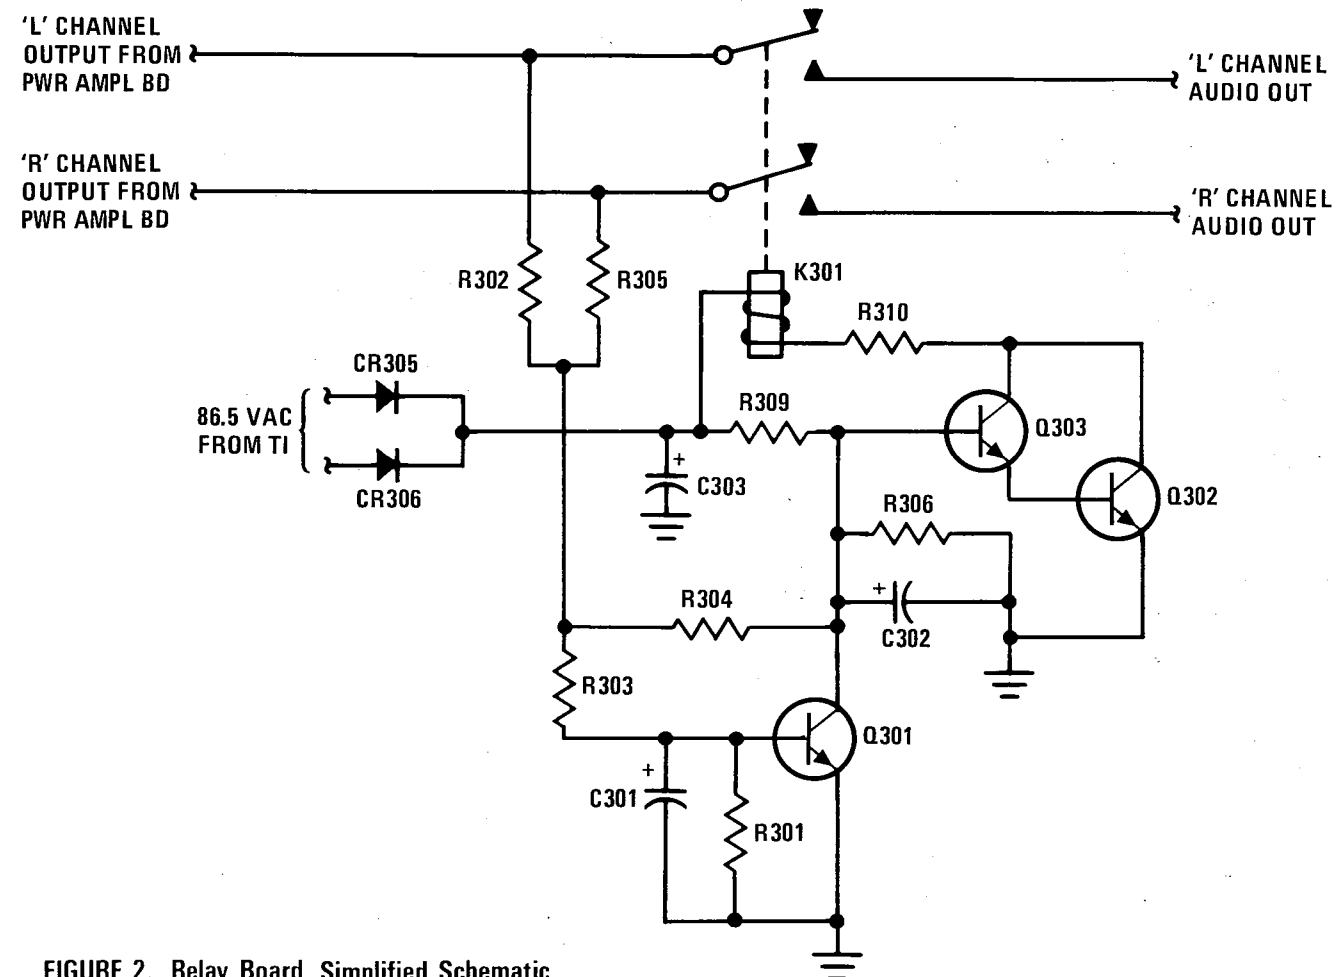 'L' CHANNEL
OUTPUT FROM
PWR AMPL BD
'L' CHANNEL
AUDIO OUT
'R' CHANNEL
OUTPUT FROM
PWR AMPL BD
'R' CHANNEL
AUDIO OUT
R302
R305
K301
R310
CR305
86.5 VAC
FROM TI
CR306
R309
Q303
+
C303
Q302
R306
R304
+
C302
R303
Q301
+
C301
R301
FIGURE 2. Relay Board Simplified Schematic